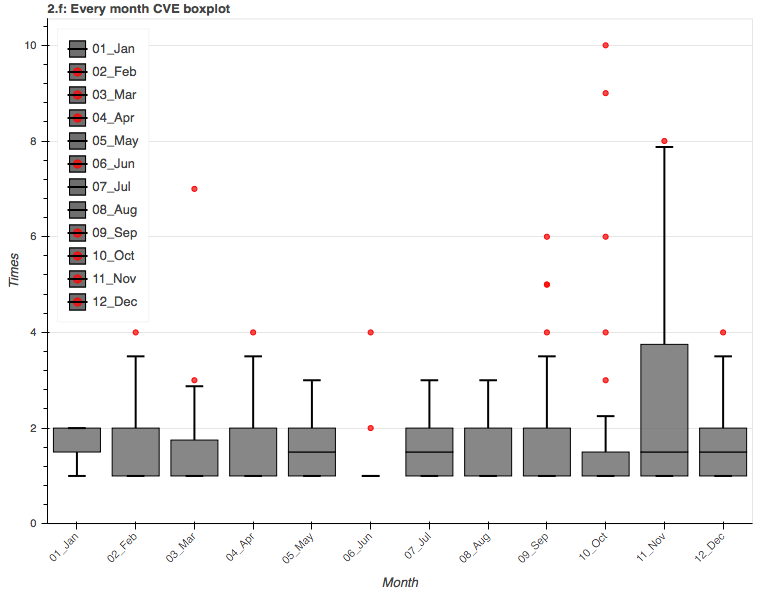 2.f: Every month CVE boxplot
01_Jan
02_Feb
03_Mar
04_Apr
05_May
06_Jun
07_Jul
08_Aug
09_Sep
10_Oct
11_Nov
12_Dec
10
8
6
4
2
0
Times
01_Jan 02_Feb 03_Mar 04_Apr 05_May 06_Jun 07_Jul 08_Aug 09_Sep 10_Oct 11_Nov 12_Dec
Month